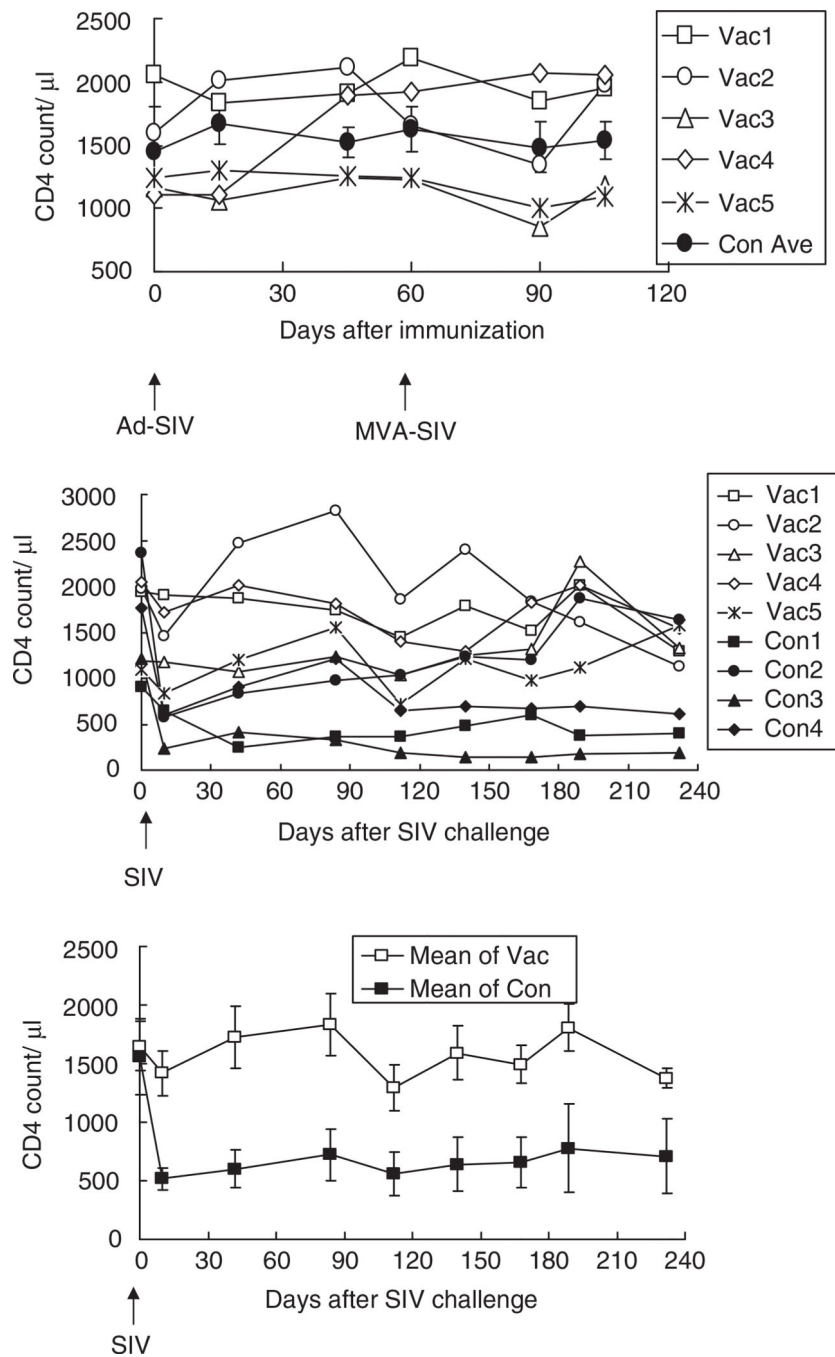 2500
2000
1500
1000
500
CD4 count/ µl
0
30
60
90
120
Days after immunization
Vac1
Vac2
Vac3
Vac4
Vac5
Con Ave
Ad-SIV
MVA-SIV
3000
2500
2000
1500
1000
500
0
CD4 count/ µl
0
30
60
90
120
150
180
210
240
Days after SIV challenge
SIV
Vac1
Vac2
Vac3
Vac4
Vac5
Con1
Con2
Con3
Con4
2500
2000
1500
1000
500
0
CD4 count/ µl
Mean of Vac
Mean of Con
0
30
60
90
120
150
180
210
240
Days after SIV challenge
SIV